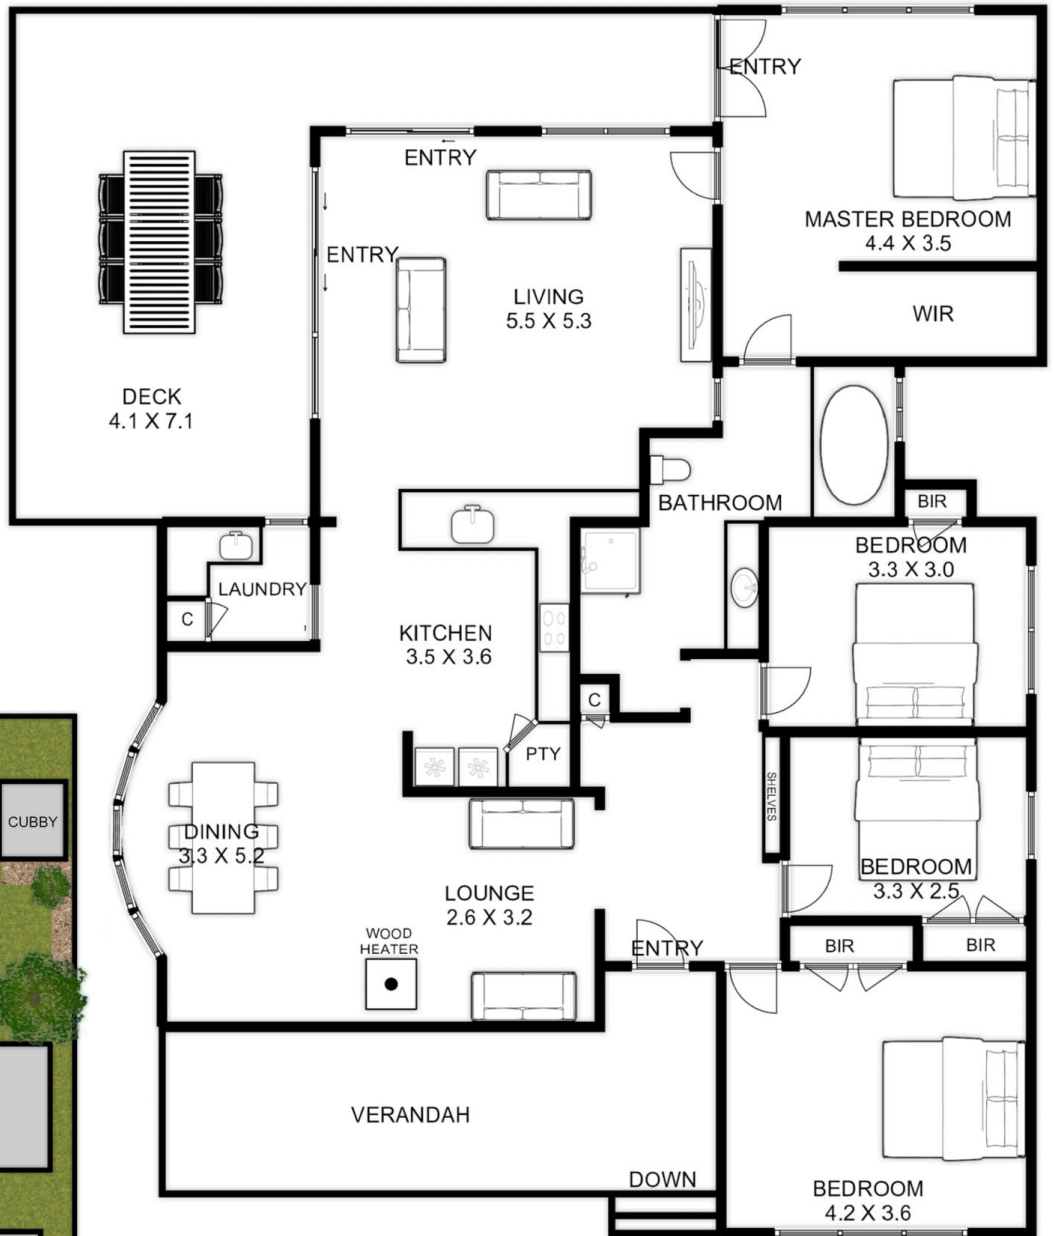 ENTRY
ENTRY
MASTER BEDROOM
4.4 X 3.5
ENTRY
LIVING
5.5 X 5.3
WIR
DECK
4.1 X 7.1
BATHROOM
BIR
BEDROOM
3.3 X 3.0
LAUNDRY
C
KITCHEN
3.5 X 3.6
C
PTY
SHELVES
CUBBY
DINING
3.3 X 5.2
BEDROOM
3.3 X 2.5
LOUNGE
2.6 X 3.2
WOOD
HEATER
ENTRY
BIR
BIR
VERANDAH
DOWN
BEDROOM
4.2 X 3.6